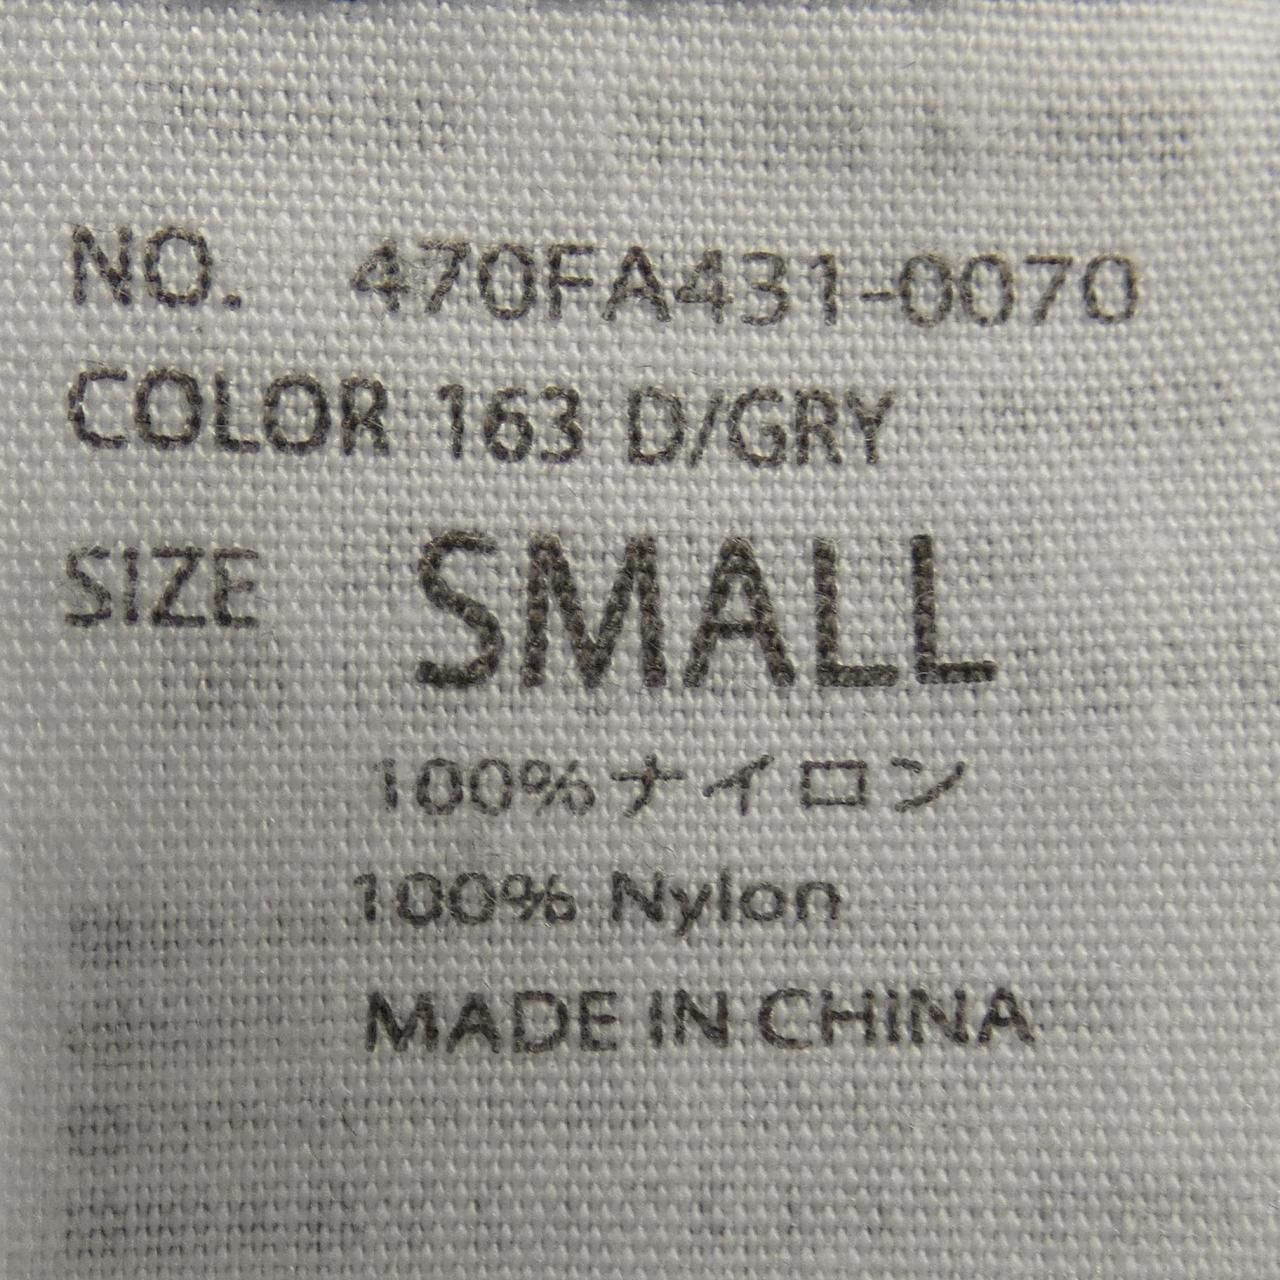 NO. 470FA431-0070
COLOR 163 D/GRY
SIZE SMALL
100%ナイロン
100% Nylon
MADE IN CHINA